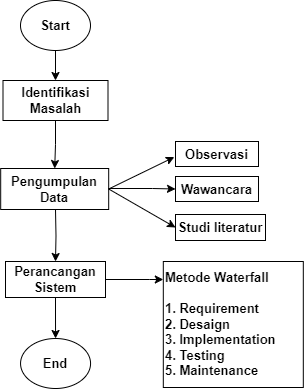 Start
Identifikasi
Masalah
Pengumpulan
Data
Observasi
Wawancara
Studi literatur
Perancangan
Sistem
Metode Waterfall
1. Requirement
2. Desaign
3. Implementation
4. Testing
5. Maintenance
End